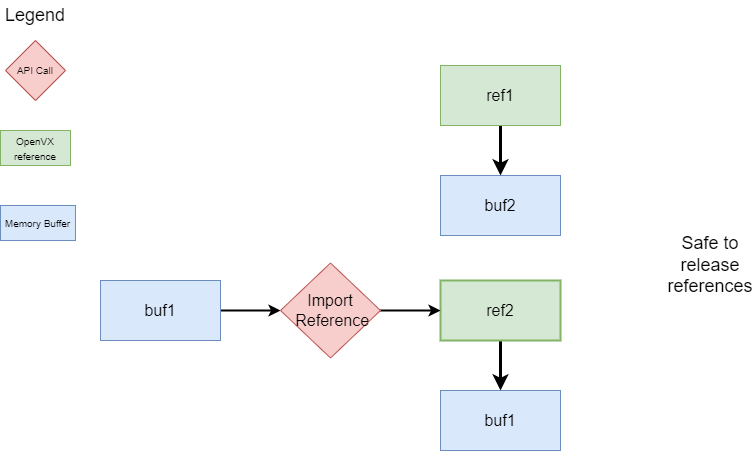 Legend
API Call
OpenVX
reference
Memory Buffer
ref1
buf2
Safe to
release
references
buf1
Import
Reference
ref2
buf1